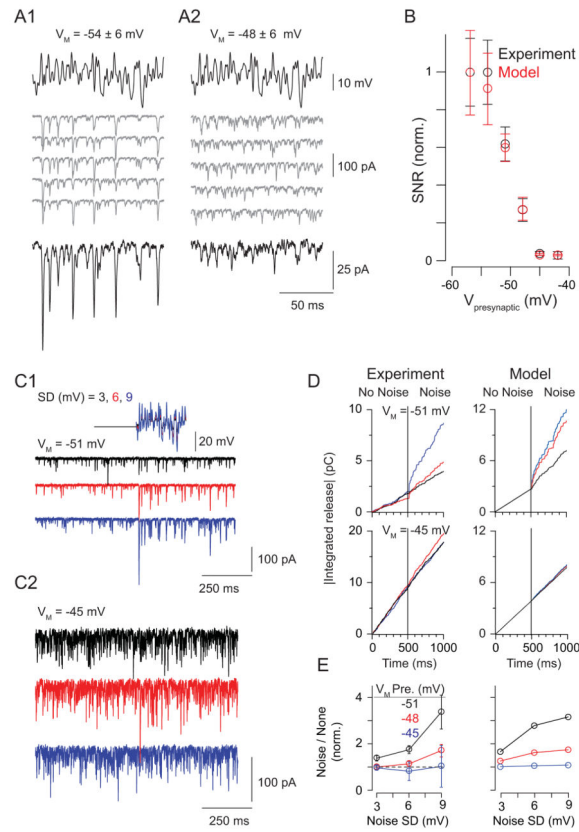 A1
A2
B
V_M = -54 ± 6 mV
V_M = -48 ± 6 mV
10 mV
100 pA
25 pA
50 ms
Experiment
Model
SNR (norm.)
1
0
-60
-50
-40
V_presynaptic (mV)
C1
SD (mV) = 3, 6, 9
20 mV
V_M = -51 mV
100 pA
250 ms
C2
V_M = -45 mV
100 pA
250 ms
D
Experiment
Model
No Noise
Noise
No Noise
Noise
|Integrated release| (pC)
10
5
0
V_M = -51 mV
12
8
4
0
20
10
0
V_M = -45 mV
12
9
6
3
0
0
500
1000
0
500
1000
Time (ms)
Time (ms)
E
Noise / None
(norm.)
4
2
0
V_M Pre. (mV)
-51
-48
-45
3
6
9
3
6
9
Noise SD (mV)
Noise SD (mV)